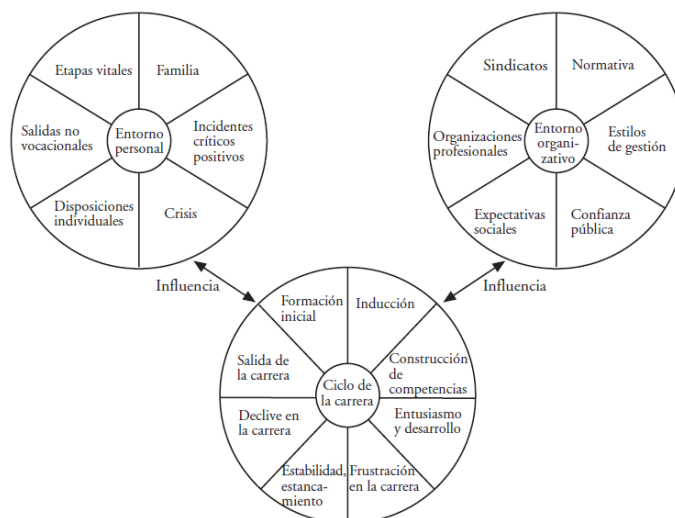 Etapas vitales
Familia
Salidas no
vocacionales
Entorno
personal
Incidentes
críticos
positivos
Disposiciones
individuales
Crisis
Sindicatos
Normativa
Organizaciones
profesionales
Entorno
organi-
zativo
Estilos
de gestión
Expectativas
sociales
Confianza
pública
Influencia
Influencia
Formación
inicial
Inducción
Salida de
la carrera
Ciclo de
la carrera
Construcción
de
competencias
Declive en
la carrera
Entusiasmo
y desarrollo
Estabilidad,
estanca-
miento
Frustración
en la carrera